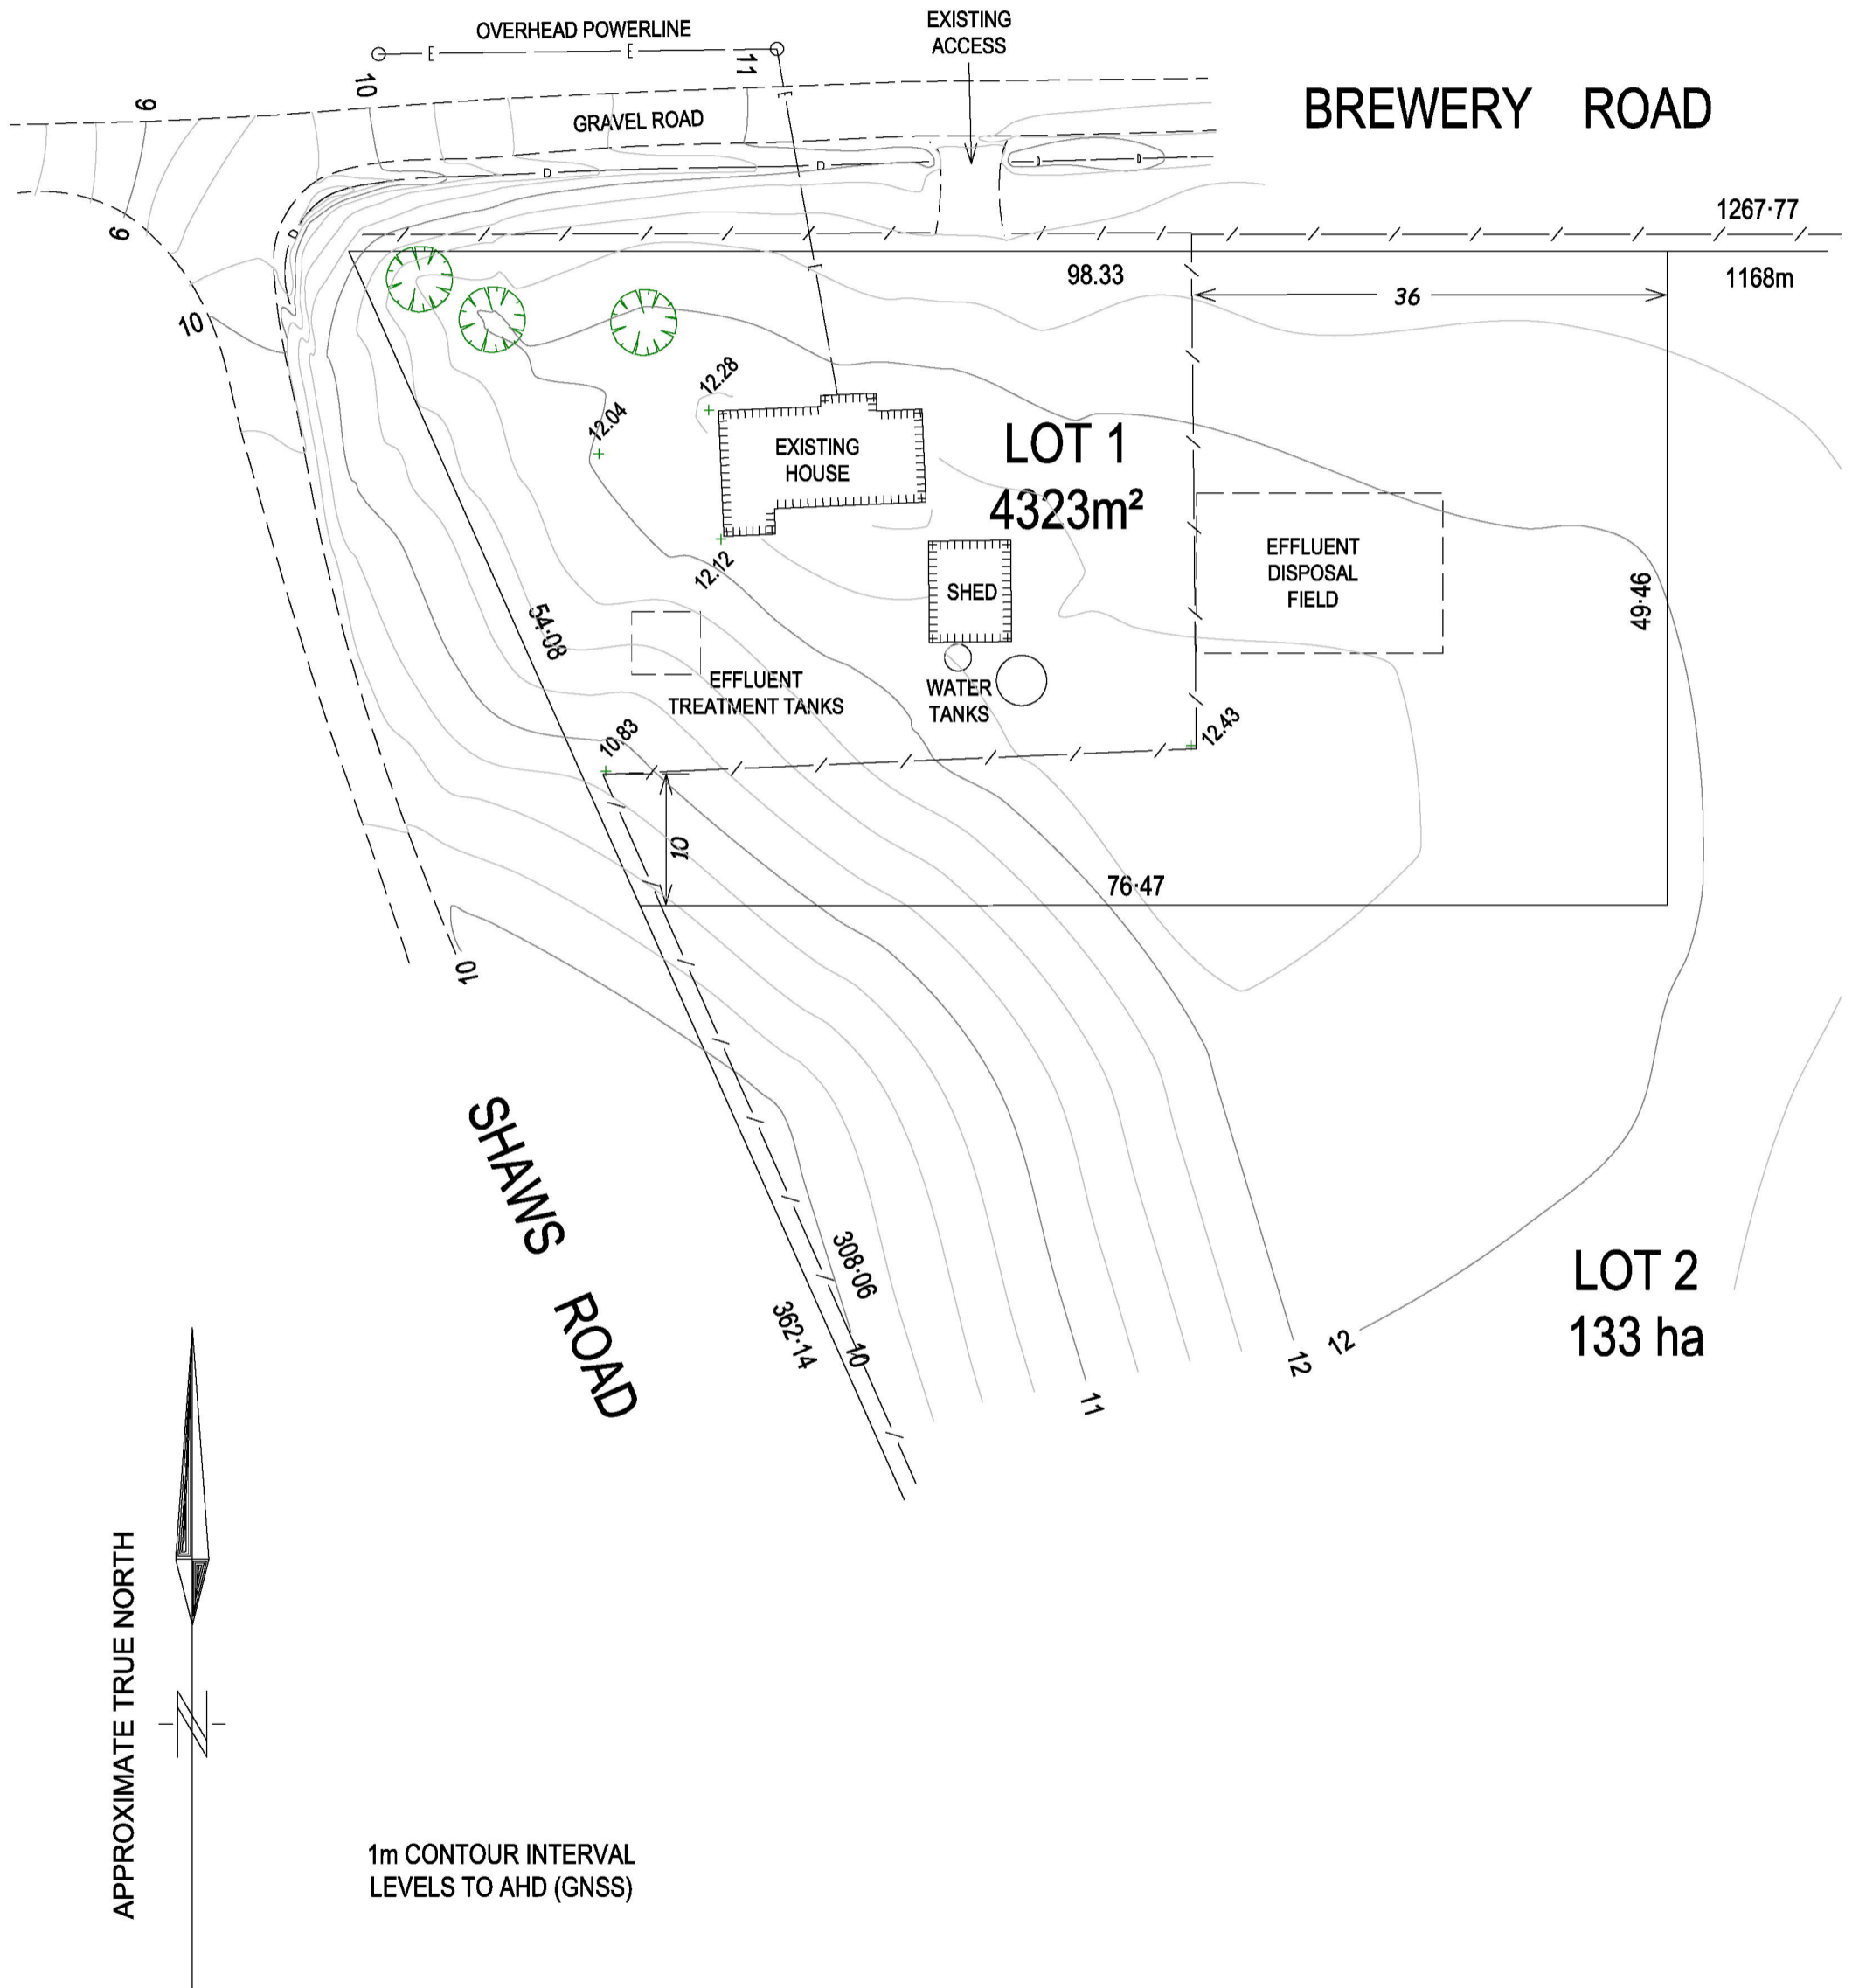 OVERHEAD POWERLINE
EXISTING
ACCESS
E
E
10
11
E
9
GRAVEL ROAD
BREWERY ROAD
D
D
D
D
D
9
1267·77
E
98.33
1168m
36
10
12.28
12.04
EXISTING
HOUSE
LOT 1
4323m²
EFFLUENT
DISPOSAL
FIELD
SHED
12.12
49·46
54·08
EFFLUENT
TREATMENT TANKS
WATER
TANKS
12.43
10.83
10
76·47
10
SHAWS ROAD
308·06
362·14
10
11
12
12
LOT 2
133 ha
APPROXIMATE TRUE NORTH
N
1m CONTOUR INTERVAL
LEVELS TO AHD (GNSS)